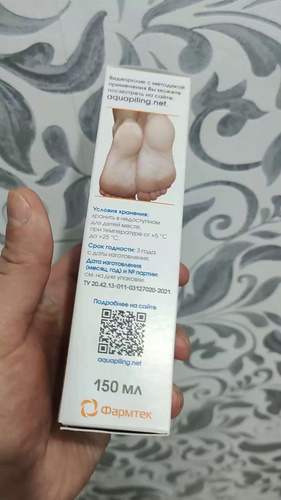 Видеоролик с методикой
применения Вы можете
посмотреть на сайте:
aquapiling.net
Условия хранения:
хранить в недоступном
для детей месте,
при температуре от +5 °С
до +25 °С.
Срок годности: 3 года
с даты изготовления.
Дата изготовления
(месяц, год) и № партии:
см. на дне упаковки.
ТУ 20.42.13-011-03127020-2021
Подробнее на сайте
aquapiling.net
150 мл
Фармтек